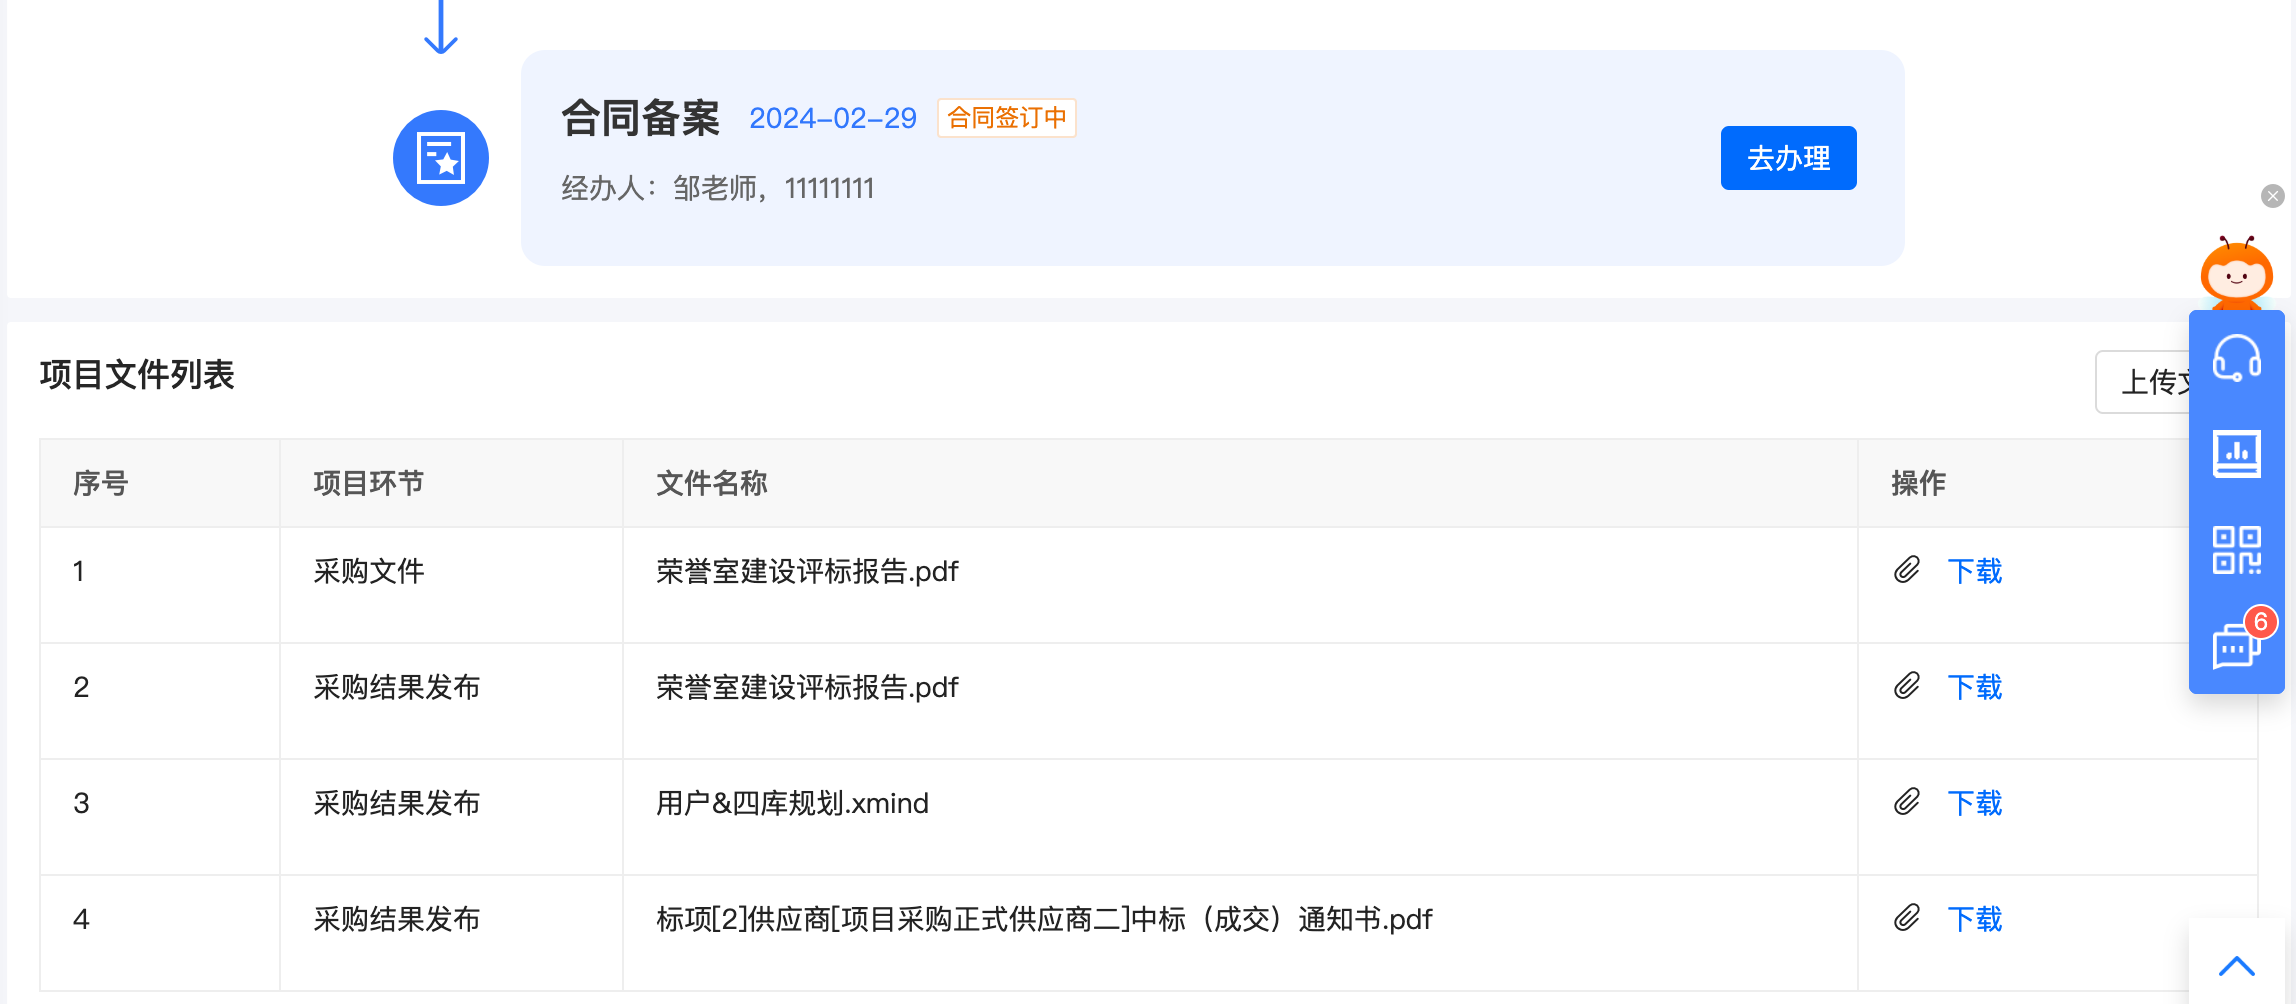 合同备案 2024-02-29 合同签订中
去办理
经办人：邹老师，11111111
项目文件列表
上传
序号 项目环节 文件名称 操作
1 采购文件 荣誉室建设评标报告.pdf 下载
2 采购结果发布 荣誉室建设评标报告.pdf 下载
6
3 采购结果发布 用户&四库规划.xmind 下载
4 采购结果发布 标项[2]供应商[项目采购正式供应商二]中标（成交）通知书.pdf 下载